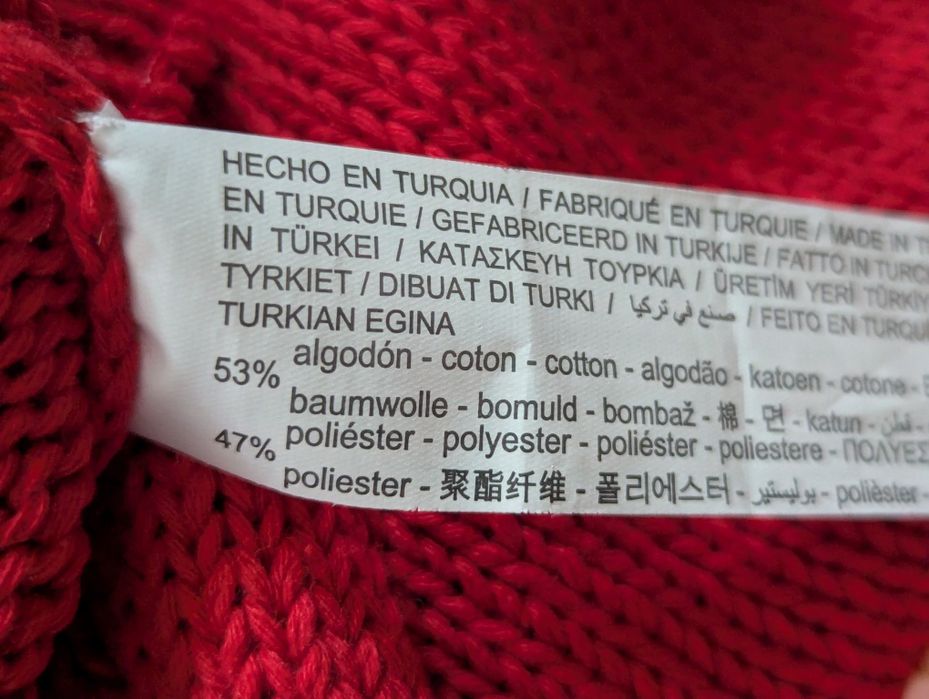 HECHO EN TURQUIA / FABRIQUÉ EN TURQUIE / MADE IN
EN TURQUIE / GEFABRICEERD IN TURKIJE / FATTO IN TURC
IN TÜRKEI / ΚΑΤΑΣΚΕΥΗ ΤΟΥΡΚΙΑ / ÜRETİM YERİ TÜRKİY
TYRKIET / DIBUAT DI TURKI / صنع في تركيا / FEITO EN TURQU
TURKIAN EGINA
53% algodón - coton - cotton - algodão - katoen - cotone -
baumwolle - bomuld - bombaž - 棉 - 면 - katun - قطن -
47% poliéster - polyester - poliéster - poliestere - ΠΟΛΥΕΣ
poliester - 聚酯纤维 - 폴리에스터 - بوليستير - polièster -